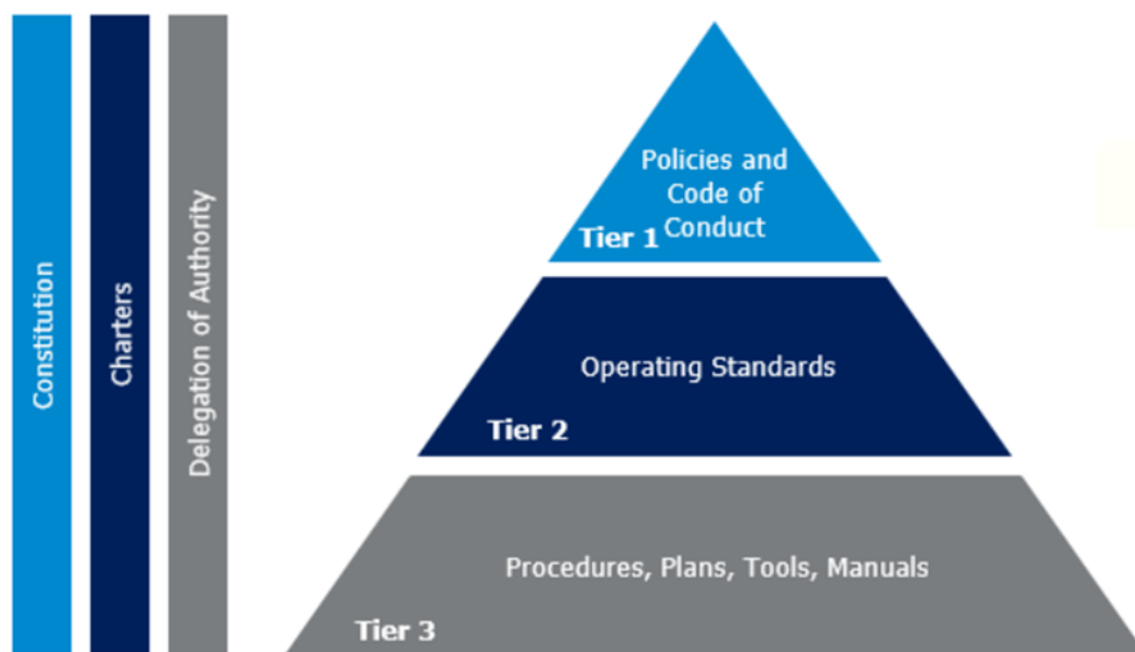 Constitution
Charters
Delegation of Authority
Policies and
Code of
Conduct
Tier 1
Operating Standards
Tier 2
Procedures, Plans, Tools, Manuals
Tier 3